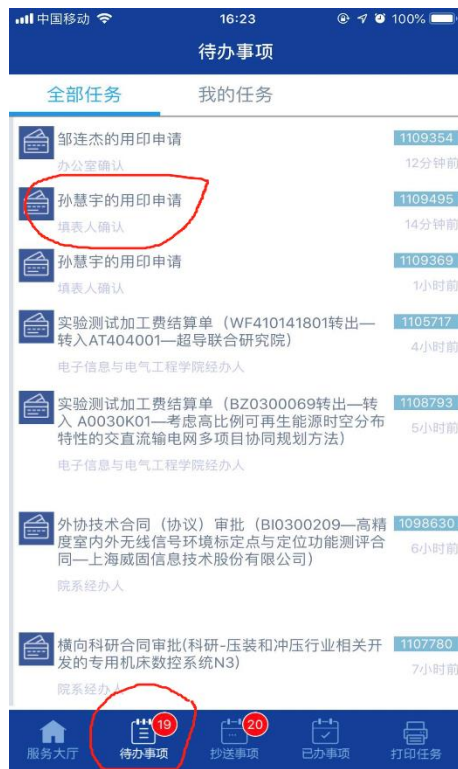 中国移动 16:23 100%
待办事项
全部任务 我的任务
邹连杰的用印申请 1109354
办公室确认 12分钟前
孙慧宇的用印申请 1109495
填表人确认 14分钟前
孙慧宇的用印申请 1109369
填表人确认 1小时前
实验测试加工费结算单（WF410141801转出— 1105717
转入AT404001—超导联合研究院） 4小时前
电子信息与电气工程学院经办人
实验测试加工费结算单（BZ0300069转出—转 1108793
入 A0030K01—考虑高比例可再生能源时空分布 5小时前
特性的交直流输电网多项目协同规划方法）
电子信息与电气工程学院经办人
外协技术合同（协议）审批（BI0300209—高精 1098630
度室内外无线信号环境标定点与定位功能测评合 6小时前
同—上海威固信息技术股份有限公司）
院系经办人
横向科研合同审批(科研-压装和冲压行业相关开 1107780
发的专用机床数控系统N3) 7小时前
院系经办人
19 20
服务大厅 待办事项 抄送事项 已办事项 打印任务